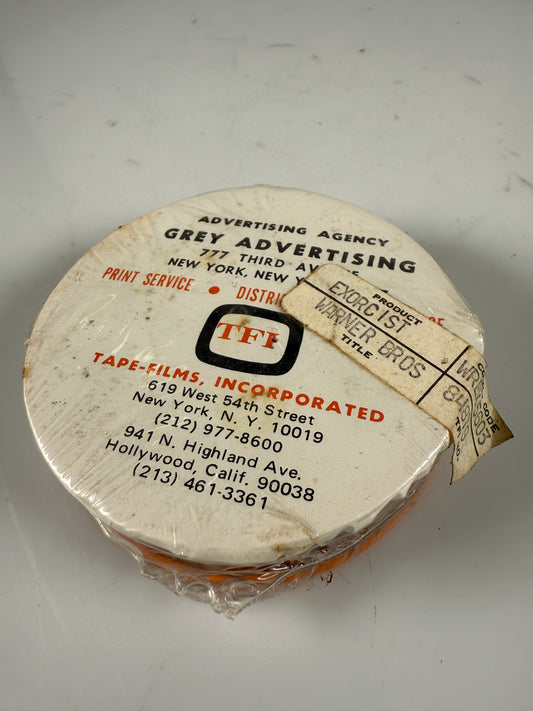 ADVERTISING AGENCY
GREY ADVERTISING
777 THIRD AVE
NEW YORK, NEW Y
PRINT SERVICE • DISTRI
TFI
TAPE-FILMS, INCORPORATED
619 West 54th Street
New York, N. Y. 10019
(212) 977-8600
941 N. Highland Ave.
Hollywood, Calif. 90038
(213) 461-3361
PRODUCT
EXORCIST
WARNER BROS
TITLE